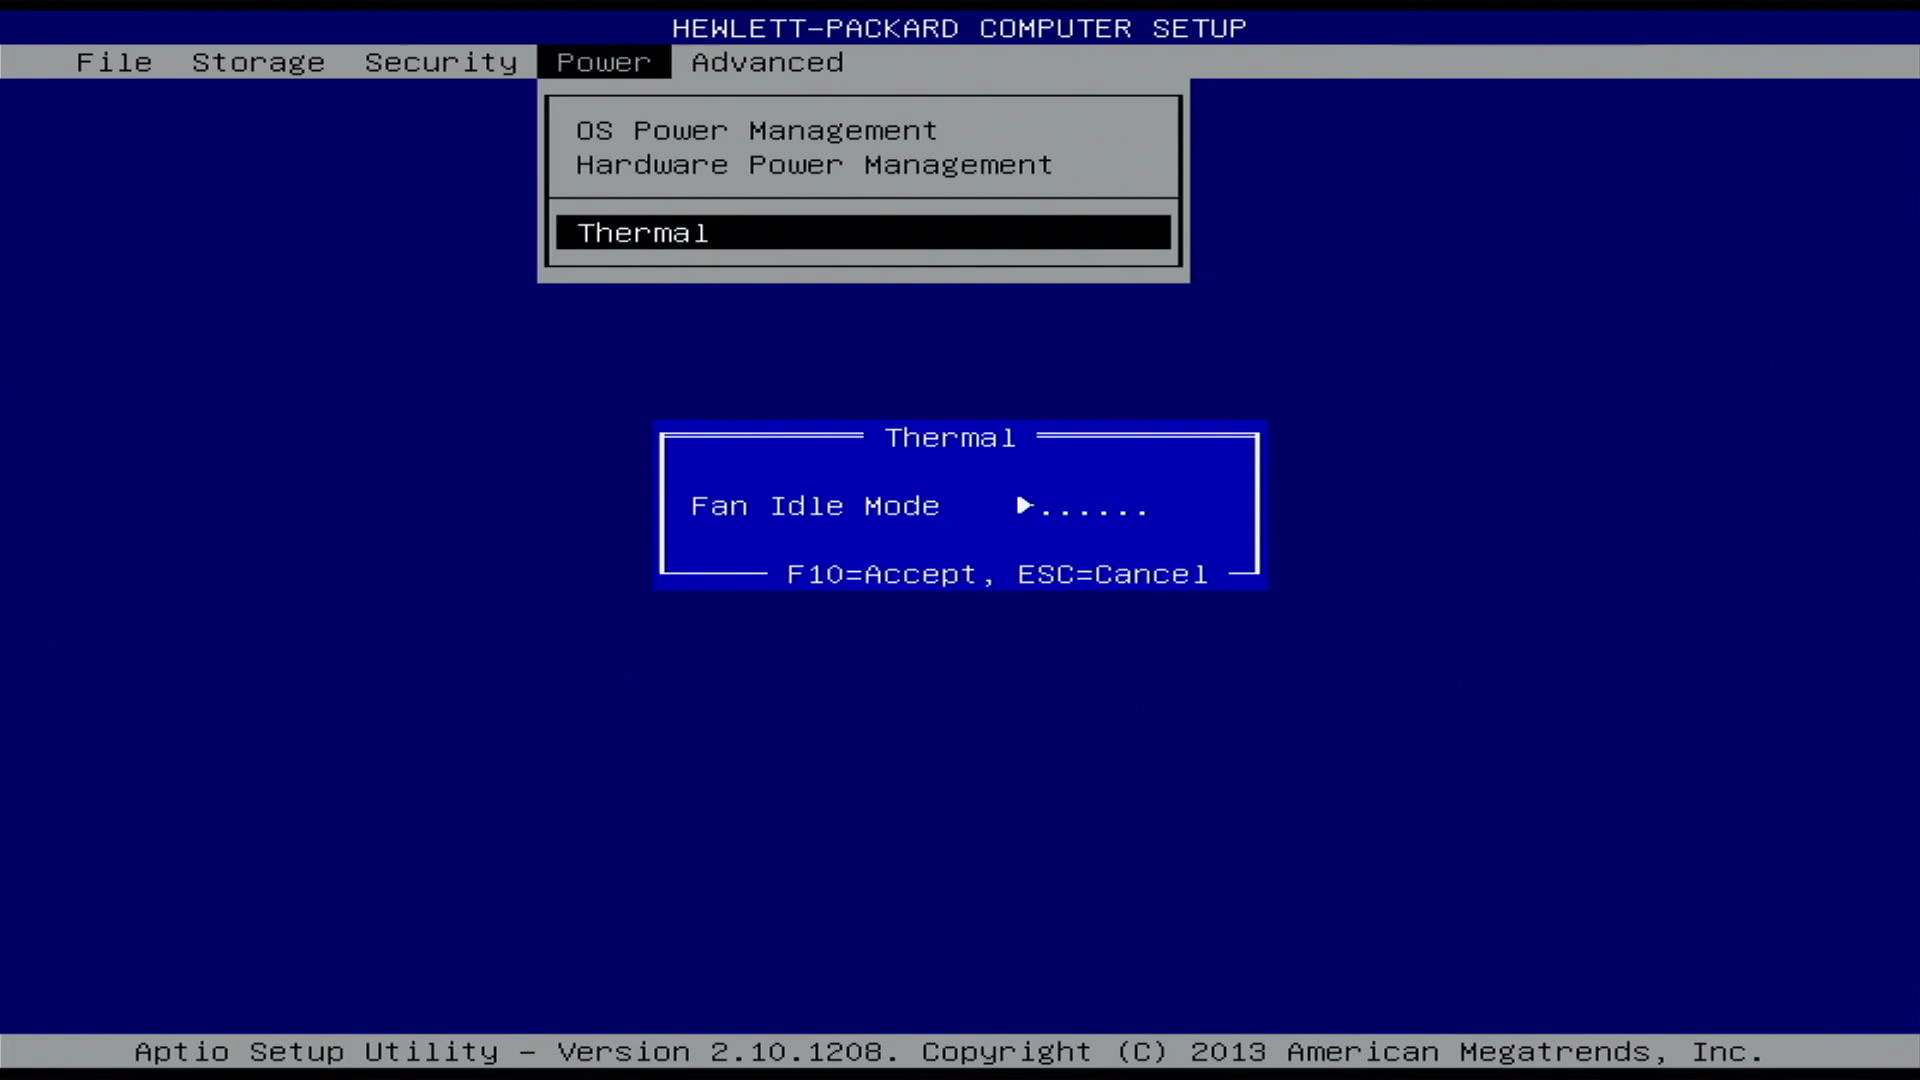 HEWLETT-PACKARD COMPUTER SETUP
File Storage Security Power Advanced
OS Power Management
Hardware Power Management
Thermal
Thermal
Fan Idle Mode ▶......
F10=Accept, ESC=Cancel
Aptio Setup Utility - Version 2.10.1208. Copyright (C) 2013 American Megatrends, Inc.